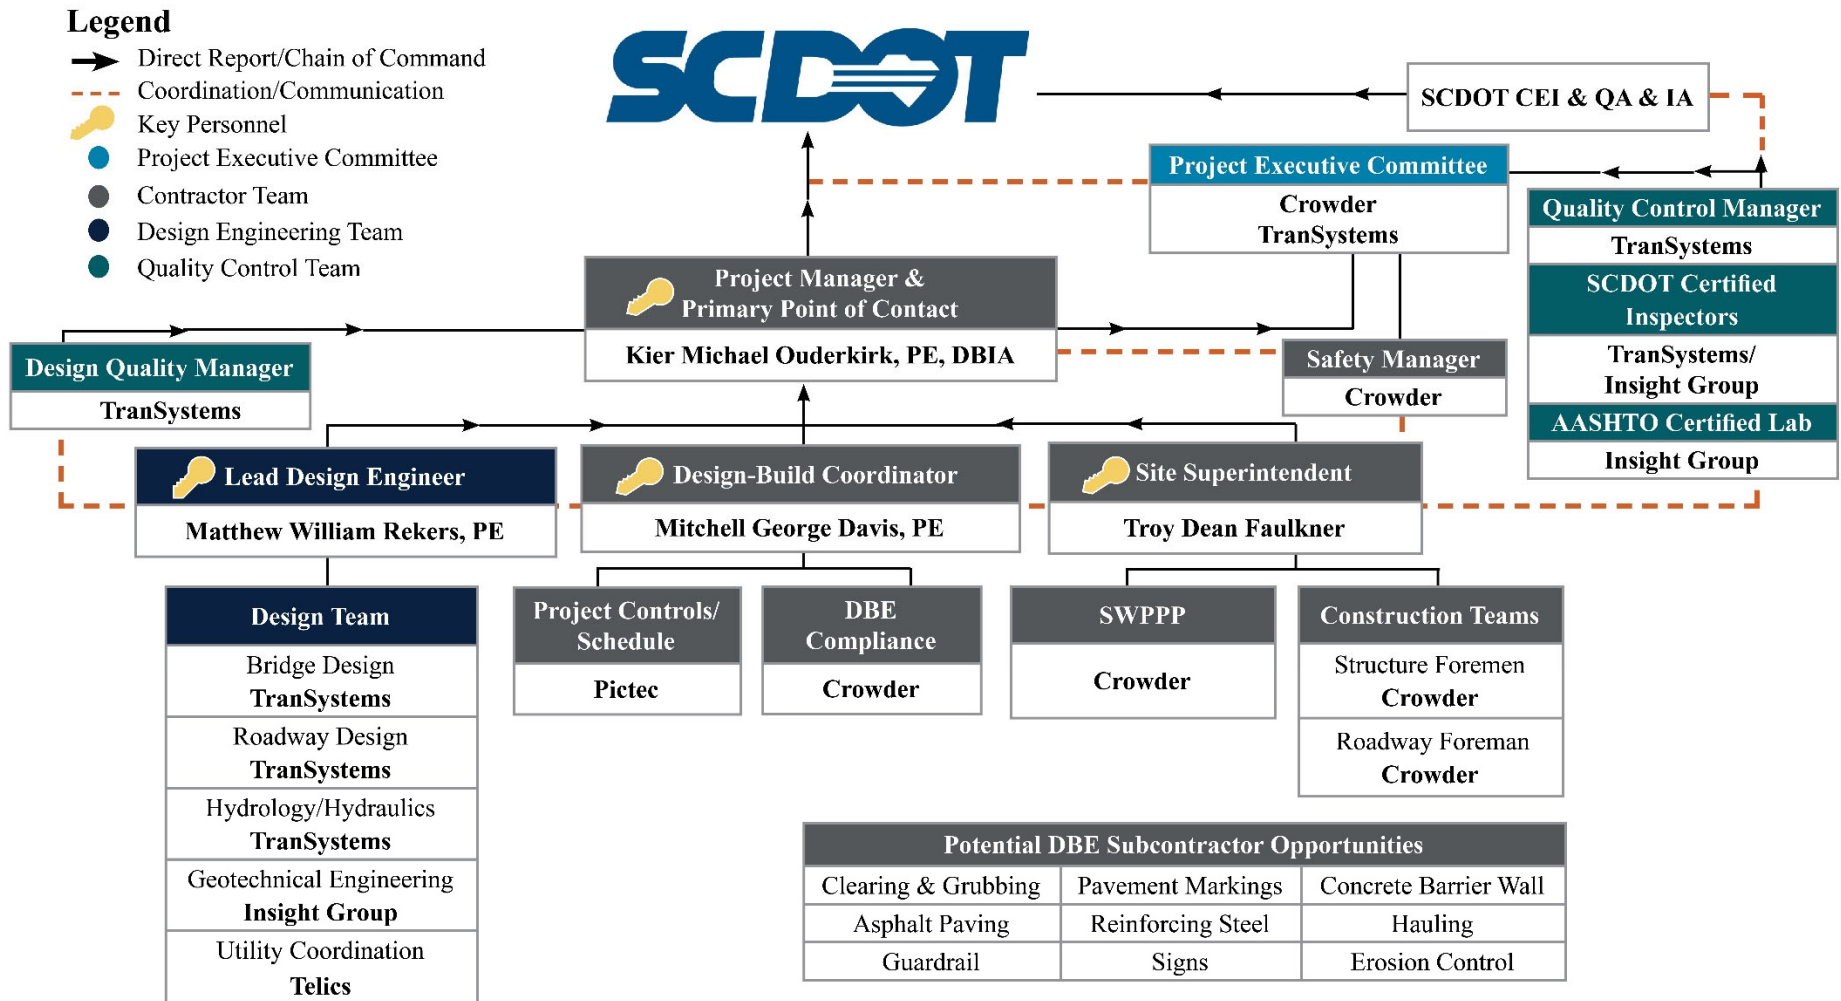 Legend
Direct Report/Chain of Command
Coordination/Communication
Key Personnel
Project Executive Committee
Contractor Team
Design Engineering Team
Quality Control Team
SCDOT
SCDOT CEI & QA & IA
Project Executive Committee
Crowder
TranSystems
Quality Control Manager
TranSystems
SCDOT Certified
Inspectors
TranSystems/
Insight Group
AASHTO Certified Lab
Insight Group
Project Manager &
Primary Point of Contact
Kier Michael Ouderkirk, PE, DBIA
Safety Manager
Crowder
Design Quality Manager
TranSystems
Lead Design Engineer
Matthew William Rekers, PE
Design-Build Coordinator
Mitchell George Davis, PE
Site Superintendent
Troy Dean Faulkner
Design Team
Bridge Design
TranSystems
Roadway Design
TranSystems
Hydrology/Hydraulics
TranSystems
Geotechnical Engineering
Insight Group
Utility Coordination
Telics
Project Controls/
Schedule
Pictec
DBE
Compliance
Crowder
SWPPP
Crowder
Construction Teams
Structure Foremen
Crowder
Roadway Foreman
Crowder
Potential DBE Subcontractor Opportunities
Clearing & Grubbing Pavement Markings Concrete Barrier Wall
Asphalt Paving Reinforcing Steel Hauling
Guardrail Signs Erosion Control